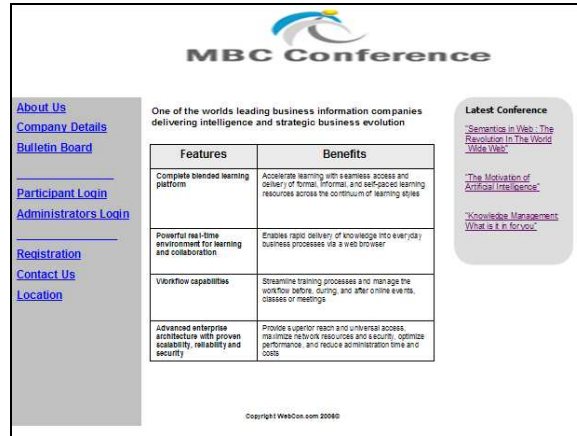 MBC Conference
About Us
Company Details
Bulletin Board
Participant Login
Administrators Login
Registration
Contact Us
Location
One of the worlds leading business information companies
delivering intelligence and strategic business evolution
Features
Benefits
Complete blended learning
platform
Accelerate learning with seamless access and
delivery of formal, informal, and self-paced learning
resources across the continuum of learning styles
Powerful real-time
environment for learning
and collaboration
Enables rapid delivery of knowledge into everyday
business processes via a web browser
Workflow capabilities
Streamline training processes and manage the
workflow before, during, and after online events,
classes or meetings
Advanced enterprise
architecture with proven
scalability, reliability and
security
Provide superior reach and universal access,
maximize network resources and security, optimize
performance, and reduce administration time and
costs
Latest Conference
"Semantics in Web : The
Revolution In The World
Wide Web"
"The Motivation of
Artificial Intelligence"
"Knowledge Management:
What is it in for you"
Copyright WebCon.com 2008©